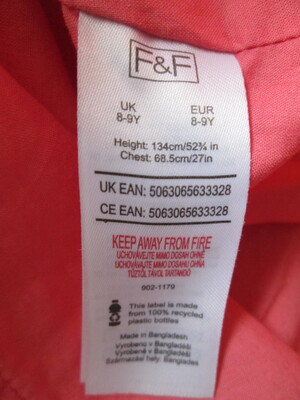 F&F
UK EUR
8-9Y 8-9Y
Height: 134cm/52¾ in
Chest: 68.5cm/27in
UK EAN: 5063065633328
CE EAN: 5063065633328
KEEP AWAY FROM FIRE
UCHOVÁVEJTE MIMO DOSAH OHNĚ
UCHOVÁVAJTE MIMO DOSAHU OHŇA
TŰZTŐL TÁVOL TARTANDÓ
902-1179
This label is made
from 100% recycled
plastic bottles
Made in Bangladesh
Vyrobeno v Bangladéši
Vyrobené v Bangladéši
Származási hely: Banglades